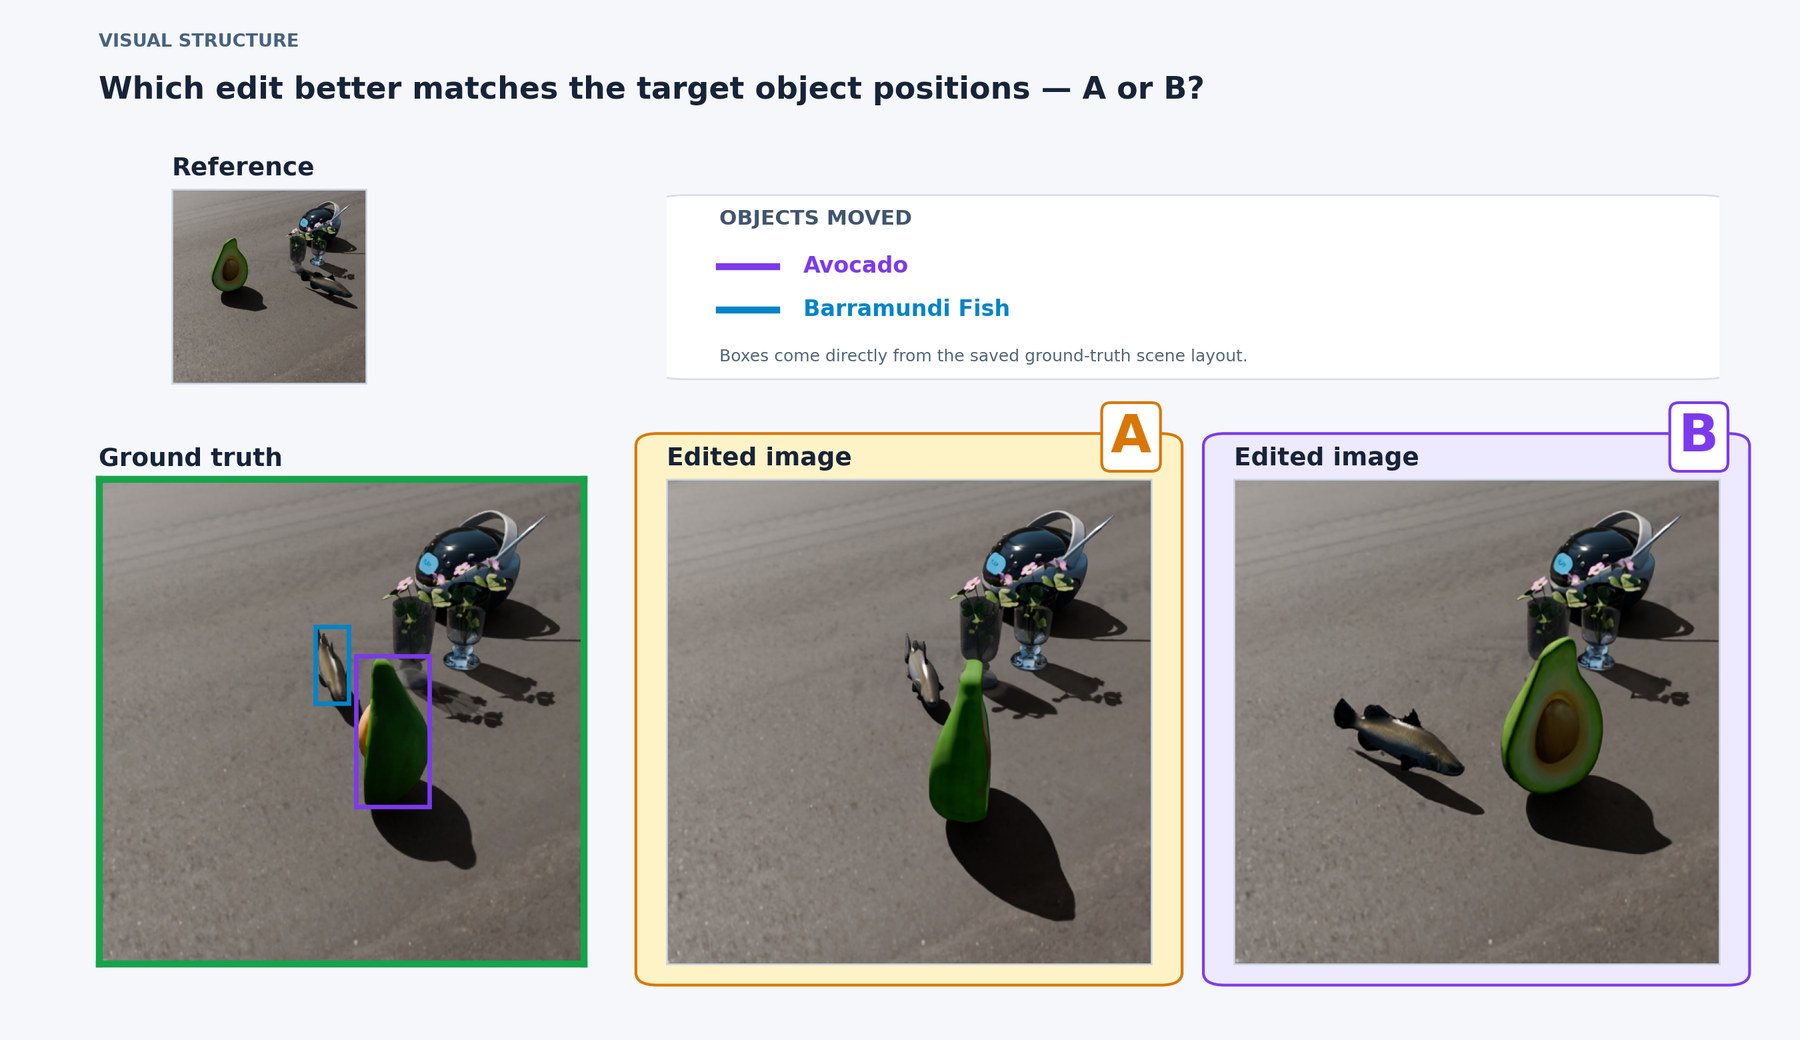 VISUAL STRUCTURE
Which edit better matches the target object positions — A or B?
Reference
OBJECTS MOVED
Avocado
Barramundi Fish
Boxes come directly from the saved ground-truth scene layout.
Ground truth
Edited image
A
Edited image
B